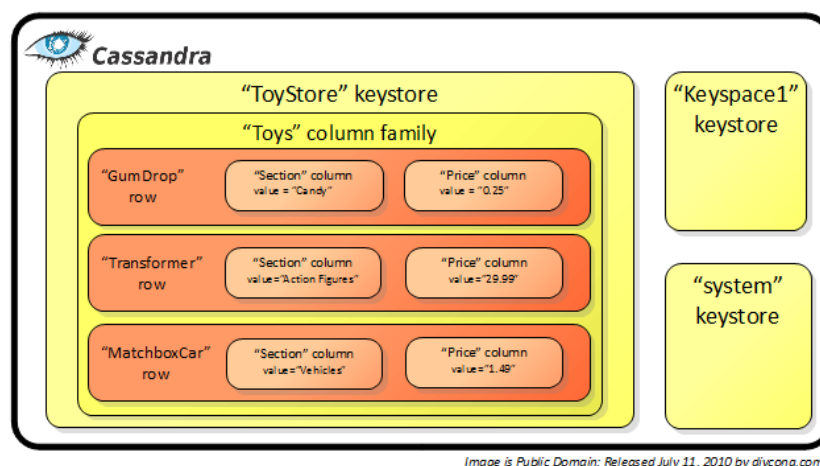 Cassandra
"ToyStore" keystore
"Toys" column family
"GumDrop"
row
"Section" column
value = "Candy"
"Price" column
value = "0.25"
"Transformer"
row
"Section" column
value="Action Figures"
"Price" column
value="29.99"
"MatchboxCar"
row
"Section" column
value="Vehicles"
"Price" column
value="1.49"
"Keyspace1"
keystore
"system"
keystore
Image is Public Domain: Released July 11, 2010 by divconq.com